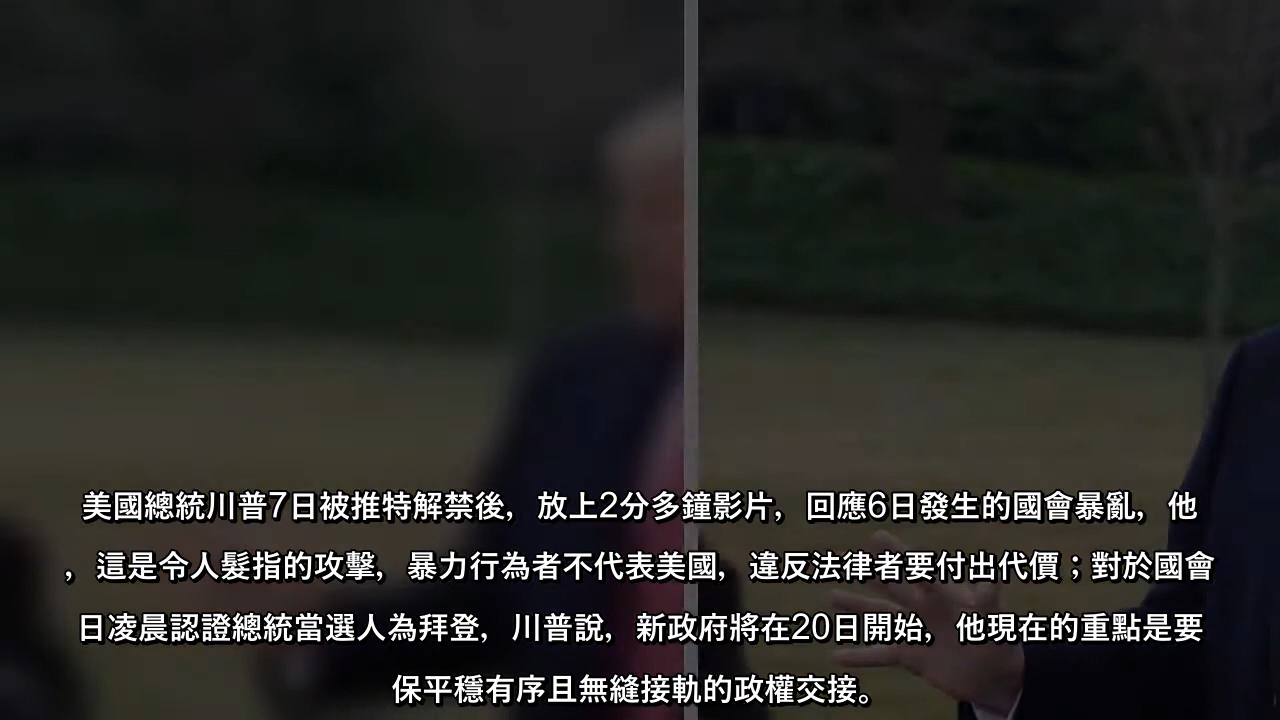 美國總統川普7日被推特解禁後，放上2分多鐘影片，回應6日發生的國會暴亂，他
，這是令人髮指的攻擊，暴力行為者不代表美國，違反法律者要付出代價；對於國會
日凌晨認證總統當選人為拜登，川普說，新政府將在20日開始，他現在的重點是要
保平穩有序且無縫接軌的政權交接。